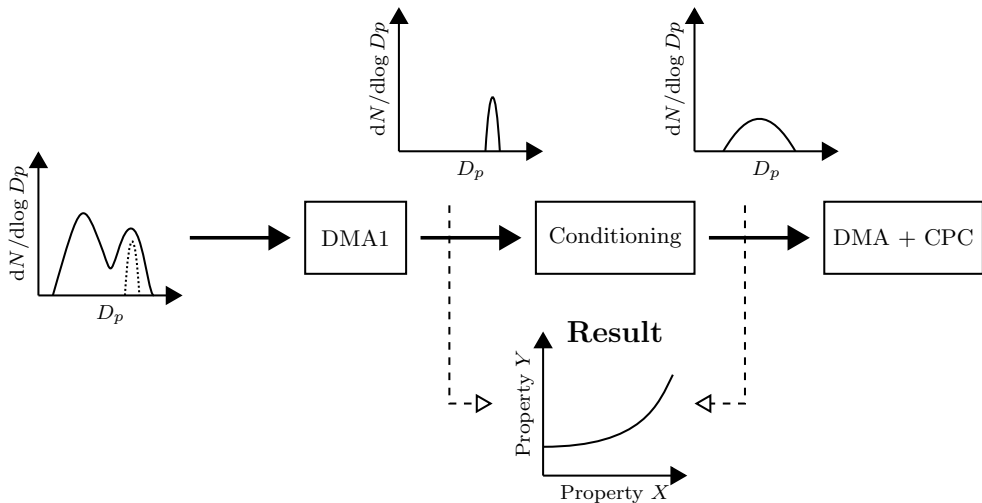 dN/dlog Dp
Dp
dN/dlog Dp
Dp
dN/dlog Dp
Dp
DMA1
Conditioning
DMA + CPC
Result
Property Y
Property X